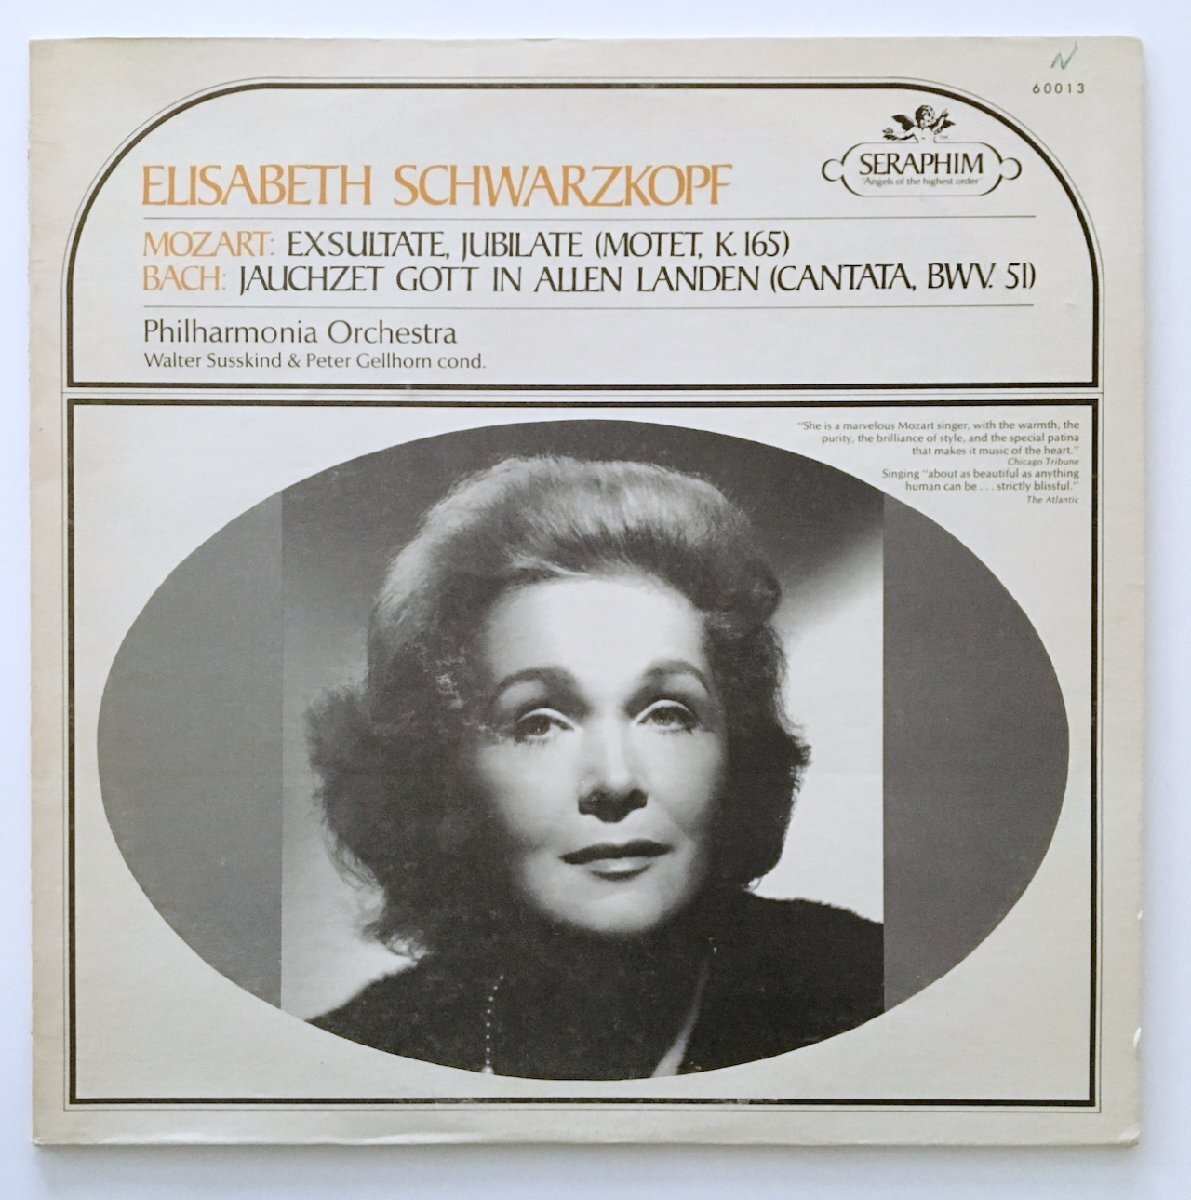 N
60013
SERAPHIM
"Angels of the highest order"
ELISABETH SCHWARZKOPF
MOZART: EXSULTATE, JUBILATE (MOTET, K. 165)
BACH: JAUCHZET GOTT IN ALLEN LANDEN (CANTATA, BWV. 51)
Philharmonia Orchestra
Walter Susskind & Peter Gellhorn cond.
"She is a marvelous Mozart singer, with the warmth, the
purity, the brilliance of style, and the special patina
that makes it music of the heart."
Chicago Tribune
Singing "about as beautiful as anything
human can be ... strictly blissful."
The Atlantic